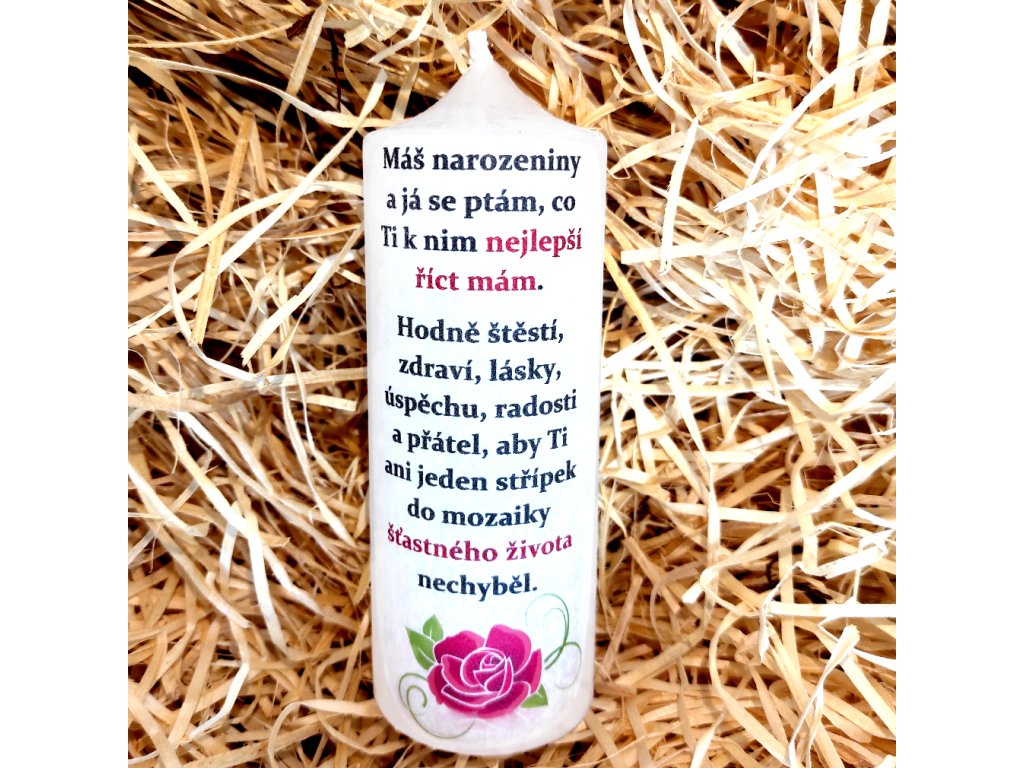 Máš narozeniny
a já se ptám, co
Ti k nim nejlepší
říct mám.
Hodně štěstí,
zdraví, lásky,
úspěchu, radosti
a přátel, aby Ti
ani jeden střípek
do mozaiky
šťastného života
nechyběl.